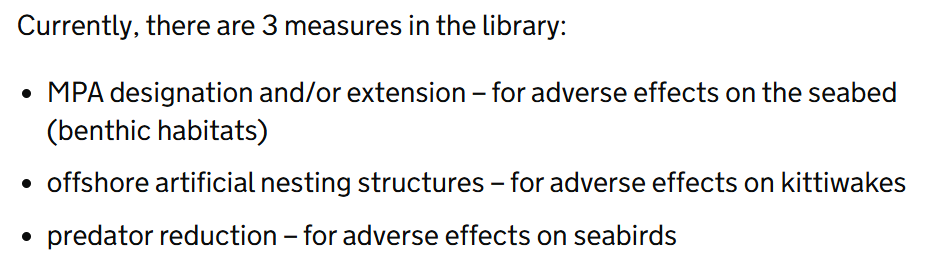 Currently, there are 3 measures in the library:
• MPA designation and/or extension – for adverse effects on the seabed
(benthic habitats)
• offshore artificial nesting structures – for adverse effects on kittiwakes
• predator reduction – for adverse effects on seabirds